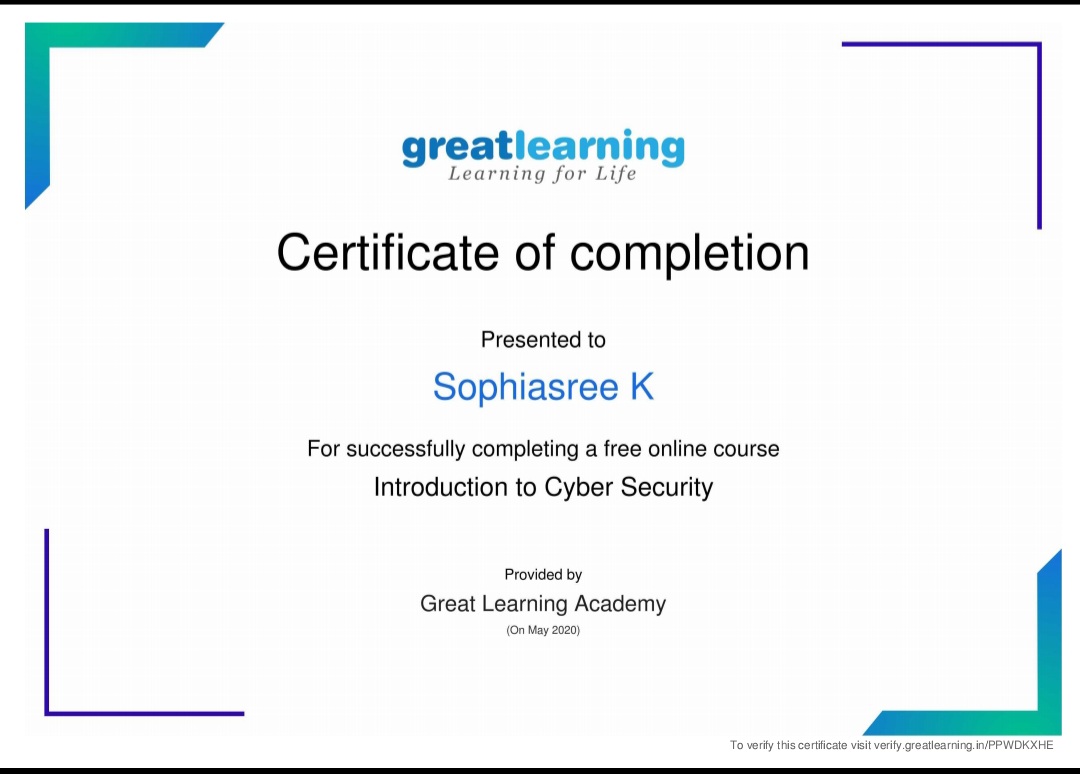 greatlearning
Learning for Life
Certificate of completion
Presented to
Sophiasree K
For successfully completing a free online course
Introduction to Cyber Security
Provided by
Great Learning Academy
(On May 2020)
To verify this certificate visit verify.greatlearning.in/PPWDKXHE